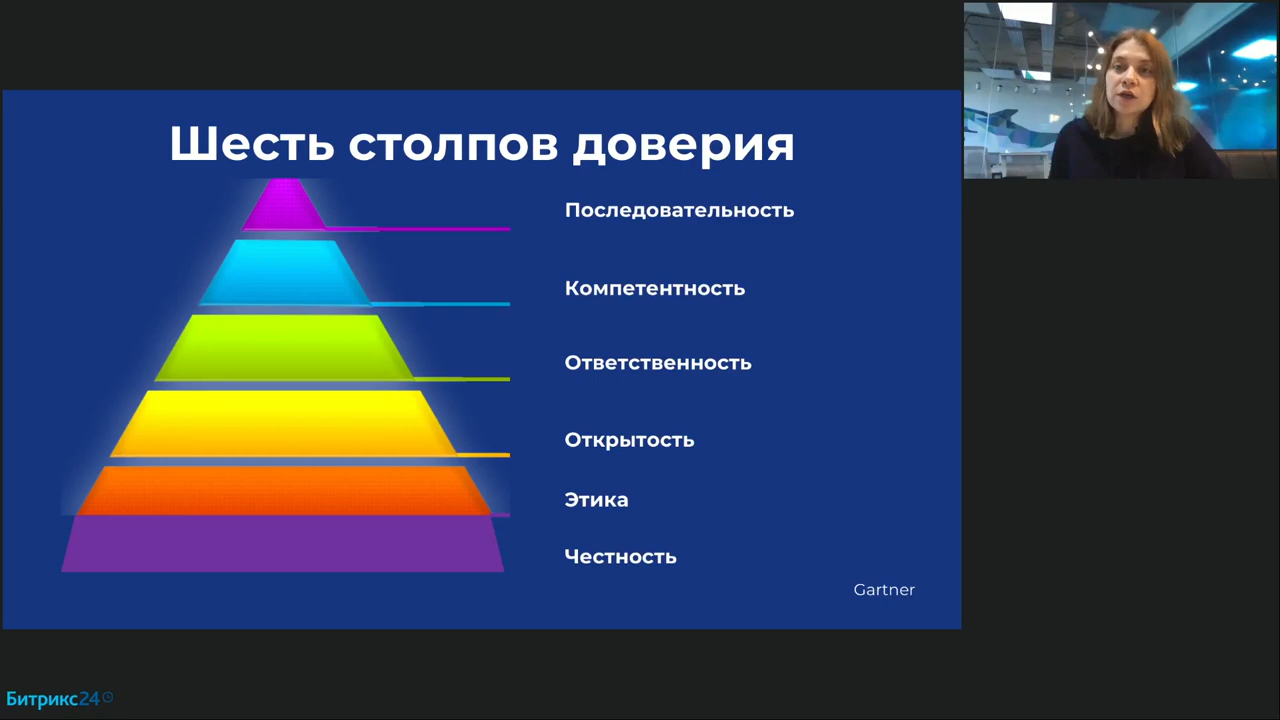 Шесть столпов доверия
Последовательность
Компетентность
Ответственность
Открытость
Этика
Честность
Gartner
Битрикс24